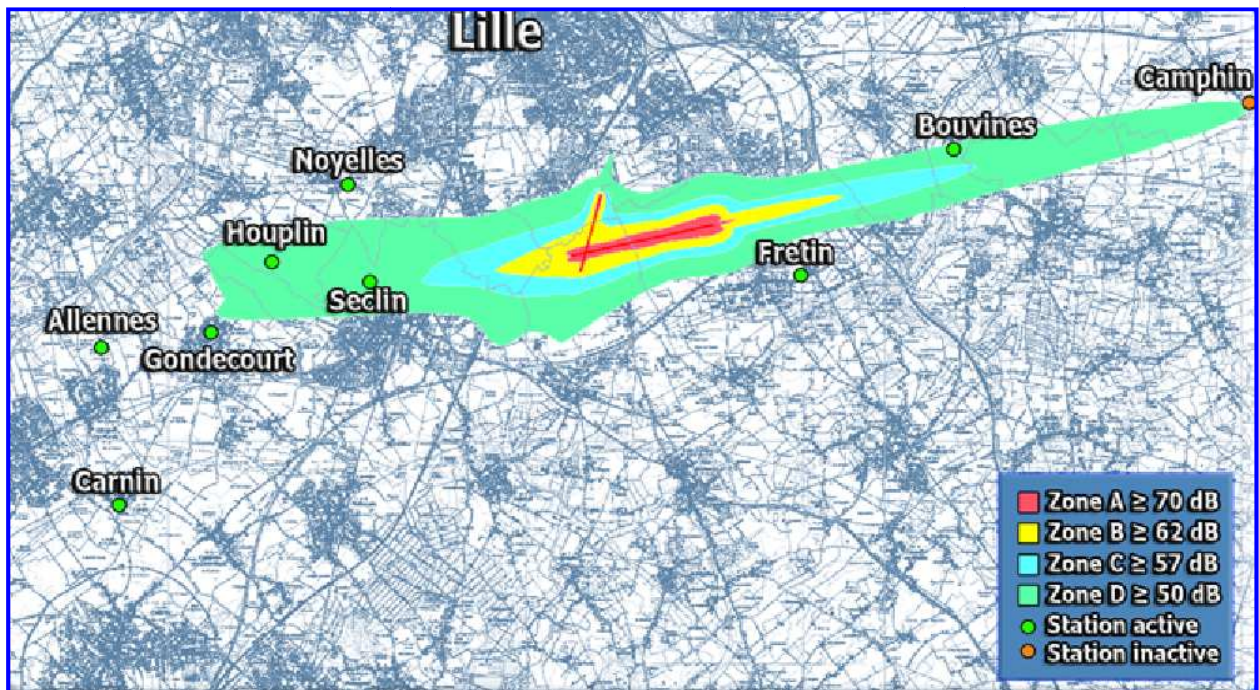 Lille
Camphin
Bouvines
Noyelles
Houplin
Fretin
Seclin
Allennes
Gondecourt
Carnin
Zone A ≥ 70 dB
Zone B ≥ 62 dB
Zone C ≥ 57 dB
Zone D ≥ 50 dB
Station active
Station inactive